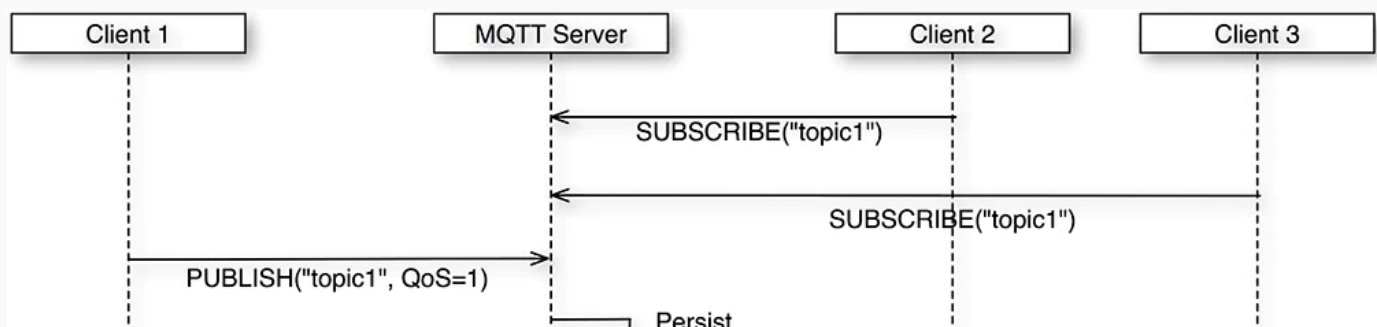 Client 1
MQTT Server
Client 2
Client 3
SUBSCRIBE("topic1")
SUBSCRIBE("topic1")
PUBLISH("topic1", QoS=1)
Persist